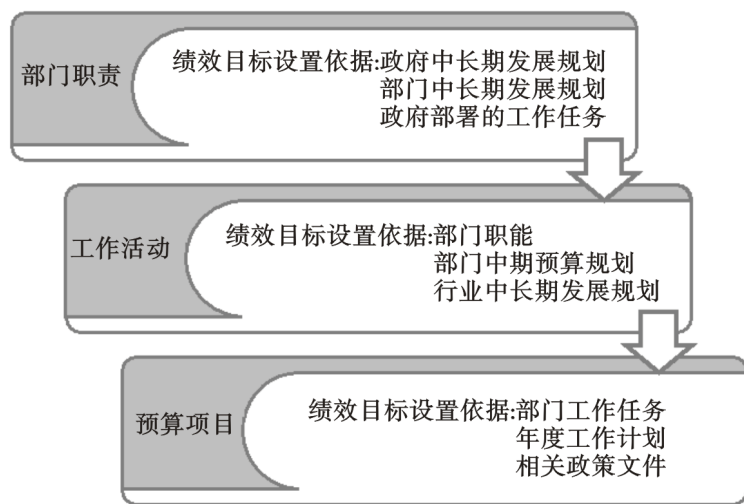 部门职责
绩效目标设置依据:政府中长期发展规划
部门中长期发展规划
政府部署的工作任务
工作活动
绩效目标设置依据:部门职能
部门中期预算规划
行业中长期发展规划
预算项目
绩效目标设置依据:部门工作任务
年度工作计划
相关政策文件